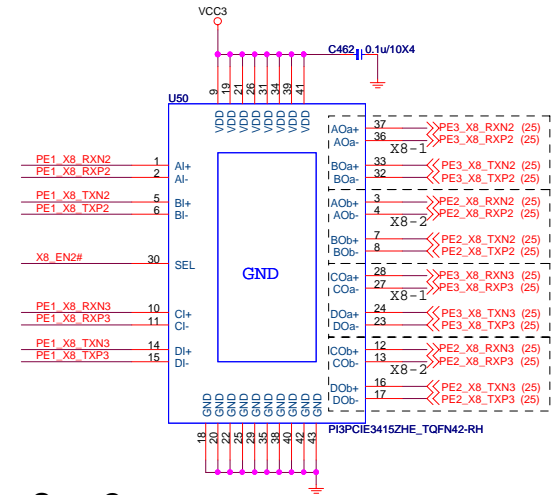 VCC3
C462 0.1u/10X4
U50
9 19 21 26 31 34 39 41
VDD VDD VDD VDD VDD VDD VDD VDD
PE1_X8_RXN2 1 AI+
PE1_X8_RXP2 2 AI-
PE1_X8_TXN2 5 BI+
PE1_X8_TXP2 6 BI-
X8_EN2# 30 SEL
PE1_X8_RXN3 10 CI+
PE1_X8_RXP3 11 CI-
PE1_X8_TXN3 14 DI+
PE1_X8_TXP3 15 DI-
GND
AOa+ 37 PE3_X8_RXN2 (25)
AOa- 36 PE3_X8_RXP2 (25)
X8-1
BOa+ 33 PE3_X8_TXN2 (25)
BOa- 32 PE3_X8_TXP2 (25)
AOb+ 3 PE2_X8_RXN2 (25)
AOb- 4 PE2_X8_RXP2 (25)
X8-2
BOb+ 7 PE2_X8_TXN2 (25)
BOb- 8 PE2_X8_TXP2 (25)
COa+ 28 PE3_X8_RXN3 (25)
COa- 27 PE3_X8_RXP3 (25)
X8-1
DOa+ 24 PE3_X8_TXN3 (25)
DOa- 23 PE3_X8_TXP3 (25)
COb+ 12 PE2_X8_RXN3 (25)
COb- 13 PE2_X8_RXP3 (25)
X8-2
DOb+ 16 PE2_X8_TXN3 (25)
DOb- 17 PE2_X8_TXP3 (25)
GND GND GND GND GND GND GND GND GND GND
18 20 22 25 29 35 38 40 42 43
PI3PCIE3415ZHE_TQFN42-RH